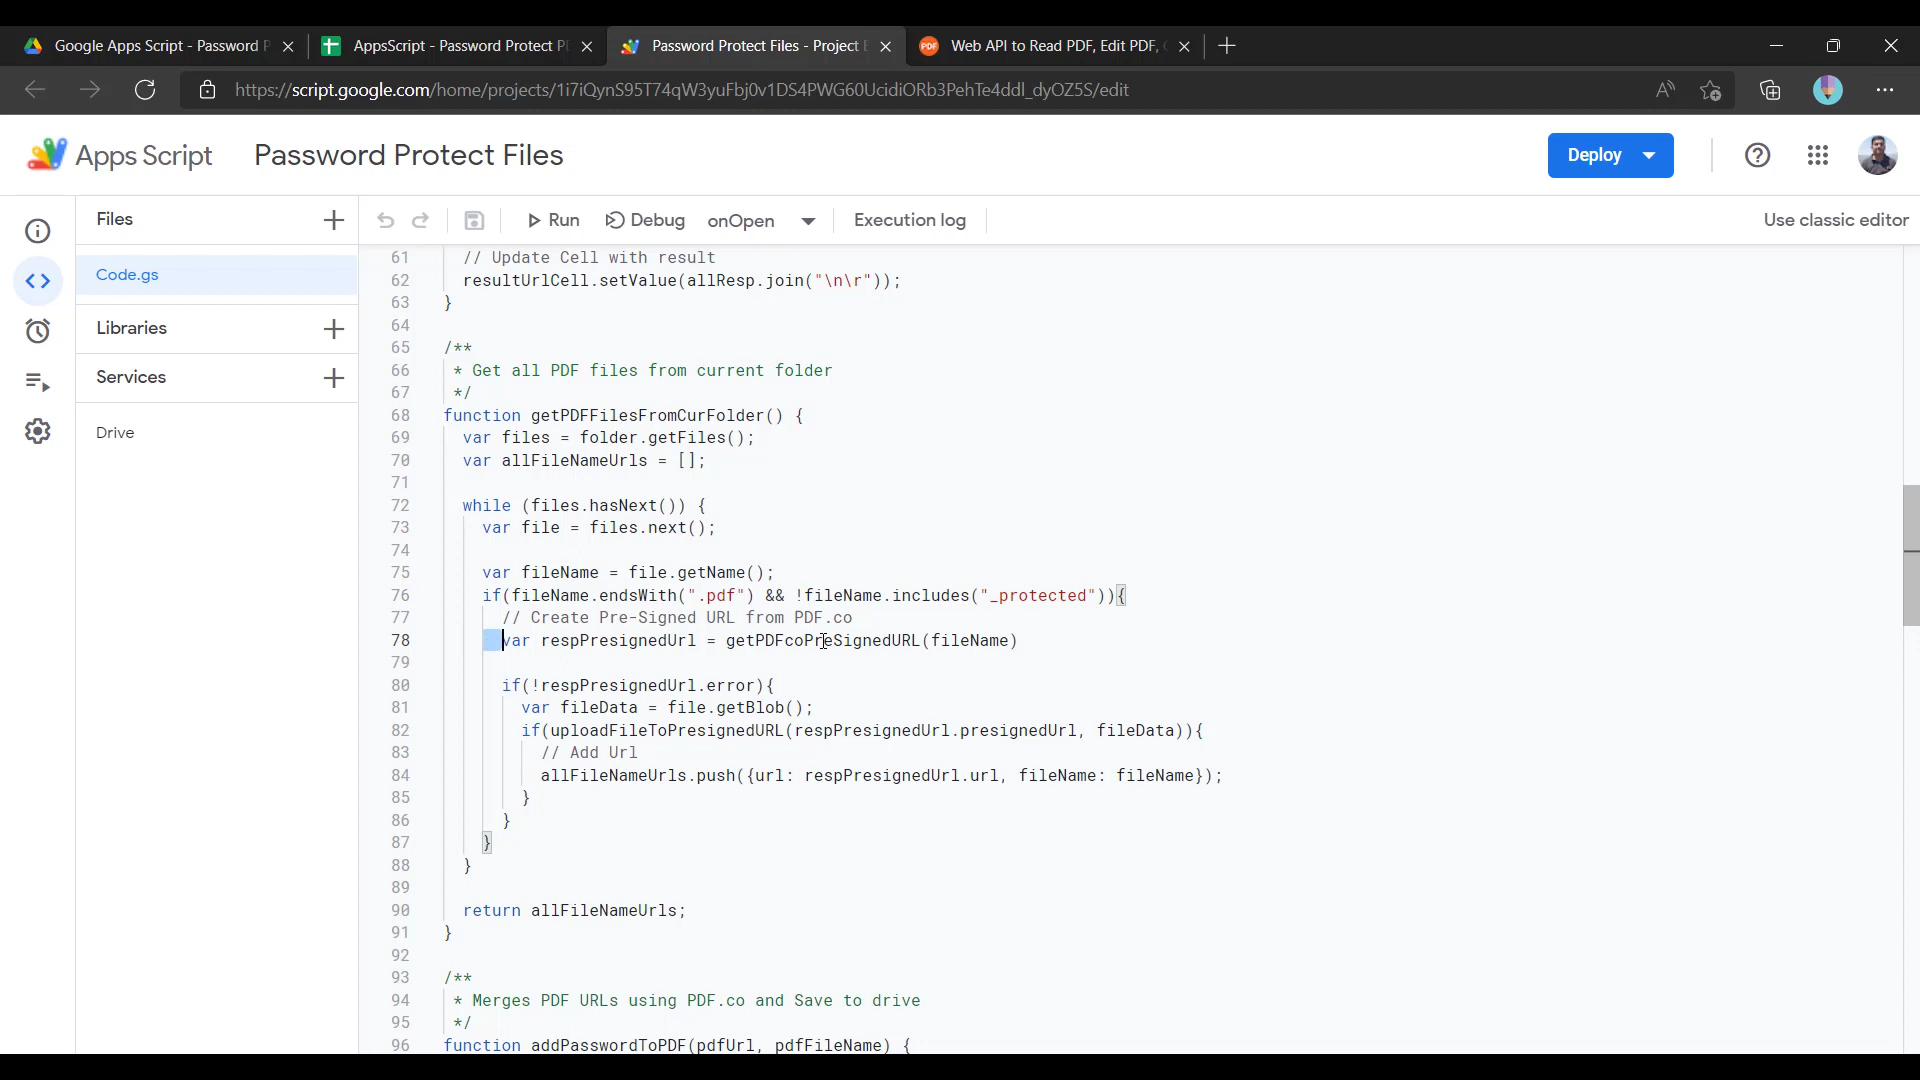 Google Apps Script - Password P
AppsScript - Password Protect P
Password Protect Files - Project E
PDF
Web API to Read PDF, Edit PDF,
https://script.google.com/home/projects/1i7iQynS95T74qW3yuFbj0v1DS4PWG60UcidiORb3PehTe4ddl_dyOZ5S/edit
Apps Script
Password Protect Files
Deploy
Files
Run
Debug
onOpen
Execution log
Use classic editor
Code.gs
Libraries
Services
Drive
61 // Update Cell with result
62 resultUrlCell.setValue(allResp.join("\n\r"));
63 }
64
65 /**
66 * Get all PDF files from current folder
67 */
68 function getPDFFilesFromCurFolder() {
69 var files = folder.getFiles();
70 var allFileNameUrls = [];
71
72 while (files.hasNext()) {
73 var file = files.next();
74
75 var fileName = file.getName();
76 if(fileName.endsWith(".pdf") && !fileName.includes("_protected")){
77 // Create Pre-Signed URL from PDF.co
78 var respPresignedUrl = getPDFcoPreSignedURL(fileName)
79
80 if(!respPresignedUrl.error){
81 var fileData = file.getBlob();
82 if(uploadFileToPresignedURL(respPresignedUrl.presignedUrl, fileData)){
83 // Add Url
84 allFileNameUrls.push({url: respPresignedUrl.url, fileName: fileName});
85 }
86 }
87 }
88 }
89
90 return allFileNameUrls;
91 }
92
93 /**
94 * Merges PDF URLs using PDF.co and Save to drive
95 */
96 function addPasswordToPDF(pdfUrl, pdfFileName) {